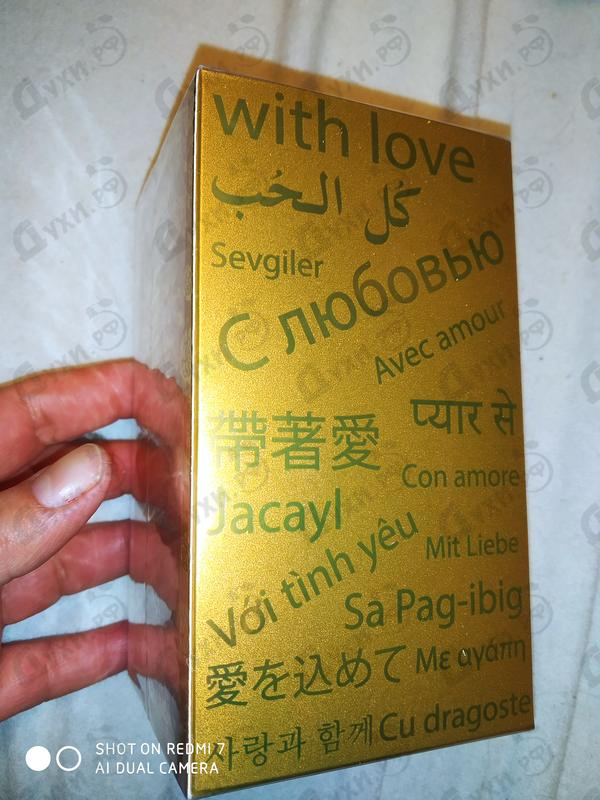 with love
كُل الحُب
Sevgiler
С любовью
Avec amour
प्यार से
帶著愛
Con amore
Jacayl
Với tình yêu
Mit Liebe
Sa Pag-ibig
愛を込めて
Με αγάπη
사랑과 함께
Cu dragoste
SHOT ON REDMI 7
AI DUAL CAMERA
Духи.РФ